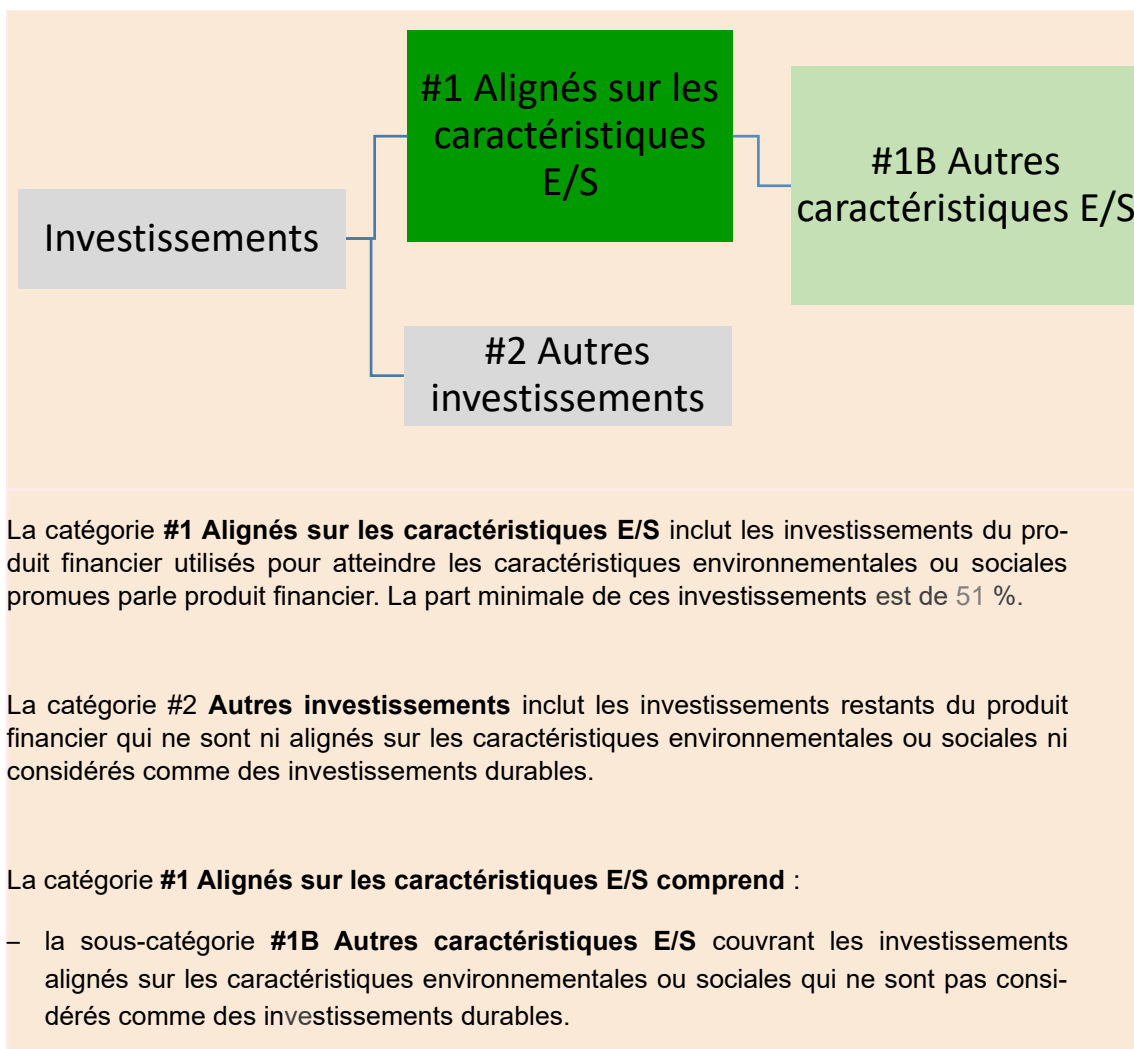 #1 Alignés sur les
caractéristiques
E/S
#1B Autres
caractéristiques E/S
Investissements
#2 Autres
investissements
La catégorie #1 Alignés sur les caractéristiques E/S inclut les investissements du pro-
duit financier utilisés pour atteindre les caractéristiques environnementales ou sociales
promues parle produit financier. La part minimale de ces investissements est de 51 %.
La catégorie #2 Autres investissements inclut les investissements restants du produit
financier qui ne sont ni alignés sur les caractéristiques environnementales ou sociales ni
considérés comme des investissements durables.
La catégorie #1 Alignés sur les caractéristiques E/S comprend :
– la sous-catégorie #1B Autres caractéristiques E/S couvrant les investissements
alignés sur les caractéristiques environnementales ou sociales qui ne sont pas consi-
dérés comme des investissements durables.